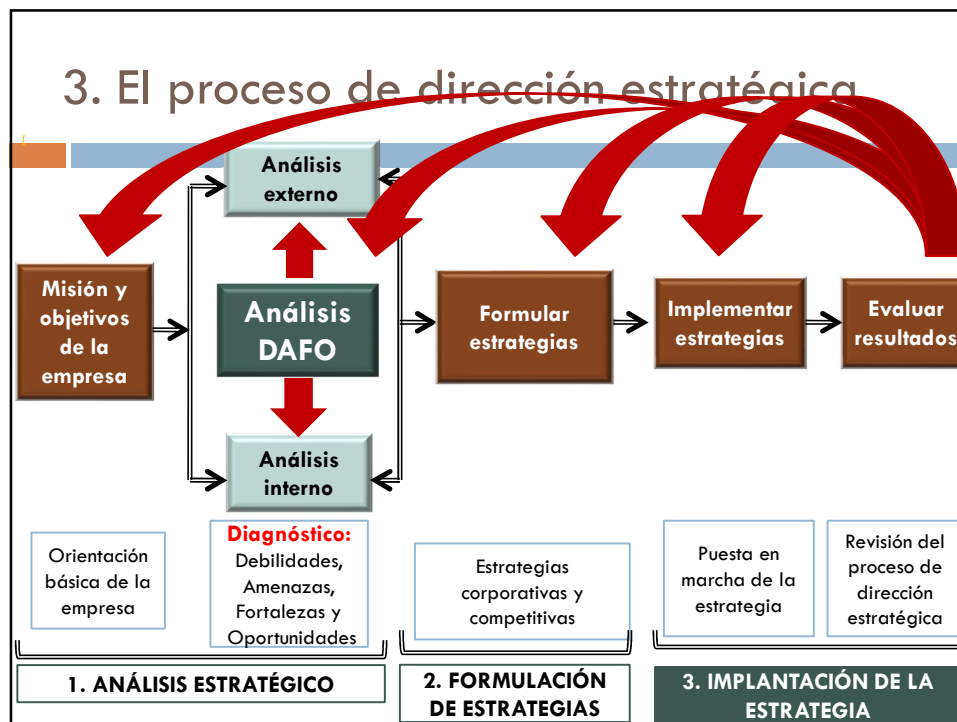 3. El proceso de dirección estratégica
Análisis
externo
Misión y
objetivos
de la
empresa
Análisis
DAFO
Formular
estrategias
Implementar
estrategias
Evaluar
resultados
Análisis
interno
Orientación
básica de la
empresa
Diagnóstico:
Debilidades,
Amenazas,
Fortalezas y
Oportunidades
Estrategias
corporativas y
competitivas
Puesta en
marcha de la
estrategia
Revisión del
proceso de
dirección
estratégica
1. ANÁLISIS ESTRATÉGICO
2. FORMULACIÓN
DE ESTRATEGIAS
3. IMPLANTACIÓN DE LA
ESTRATEGIA